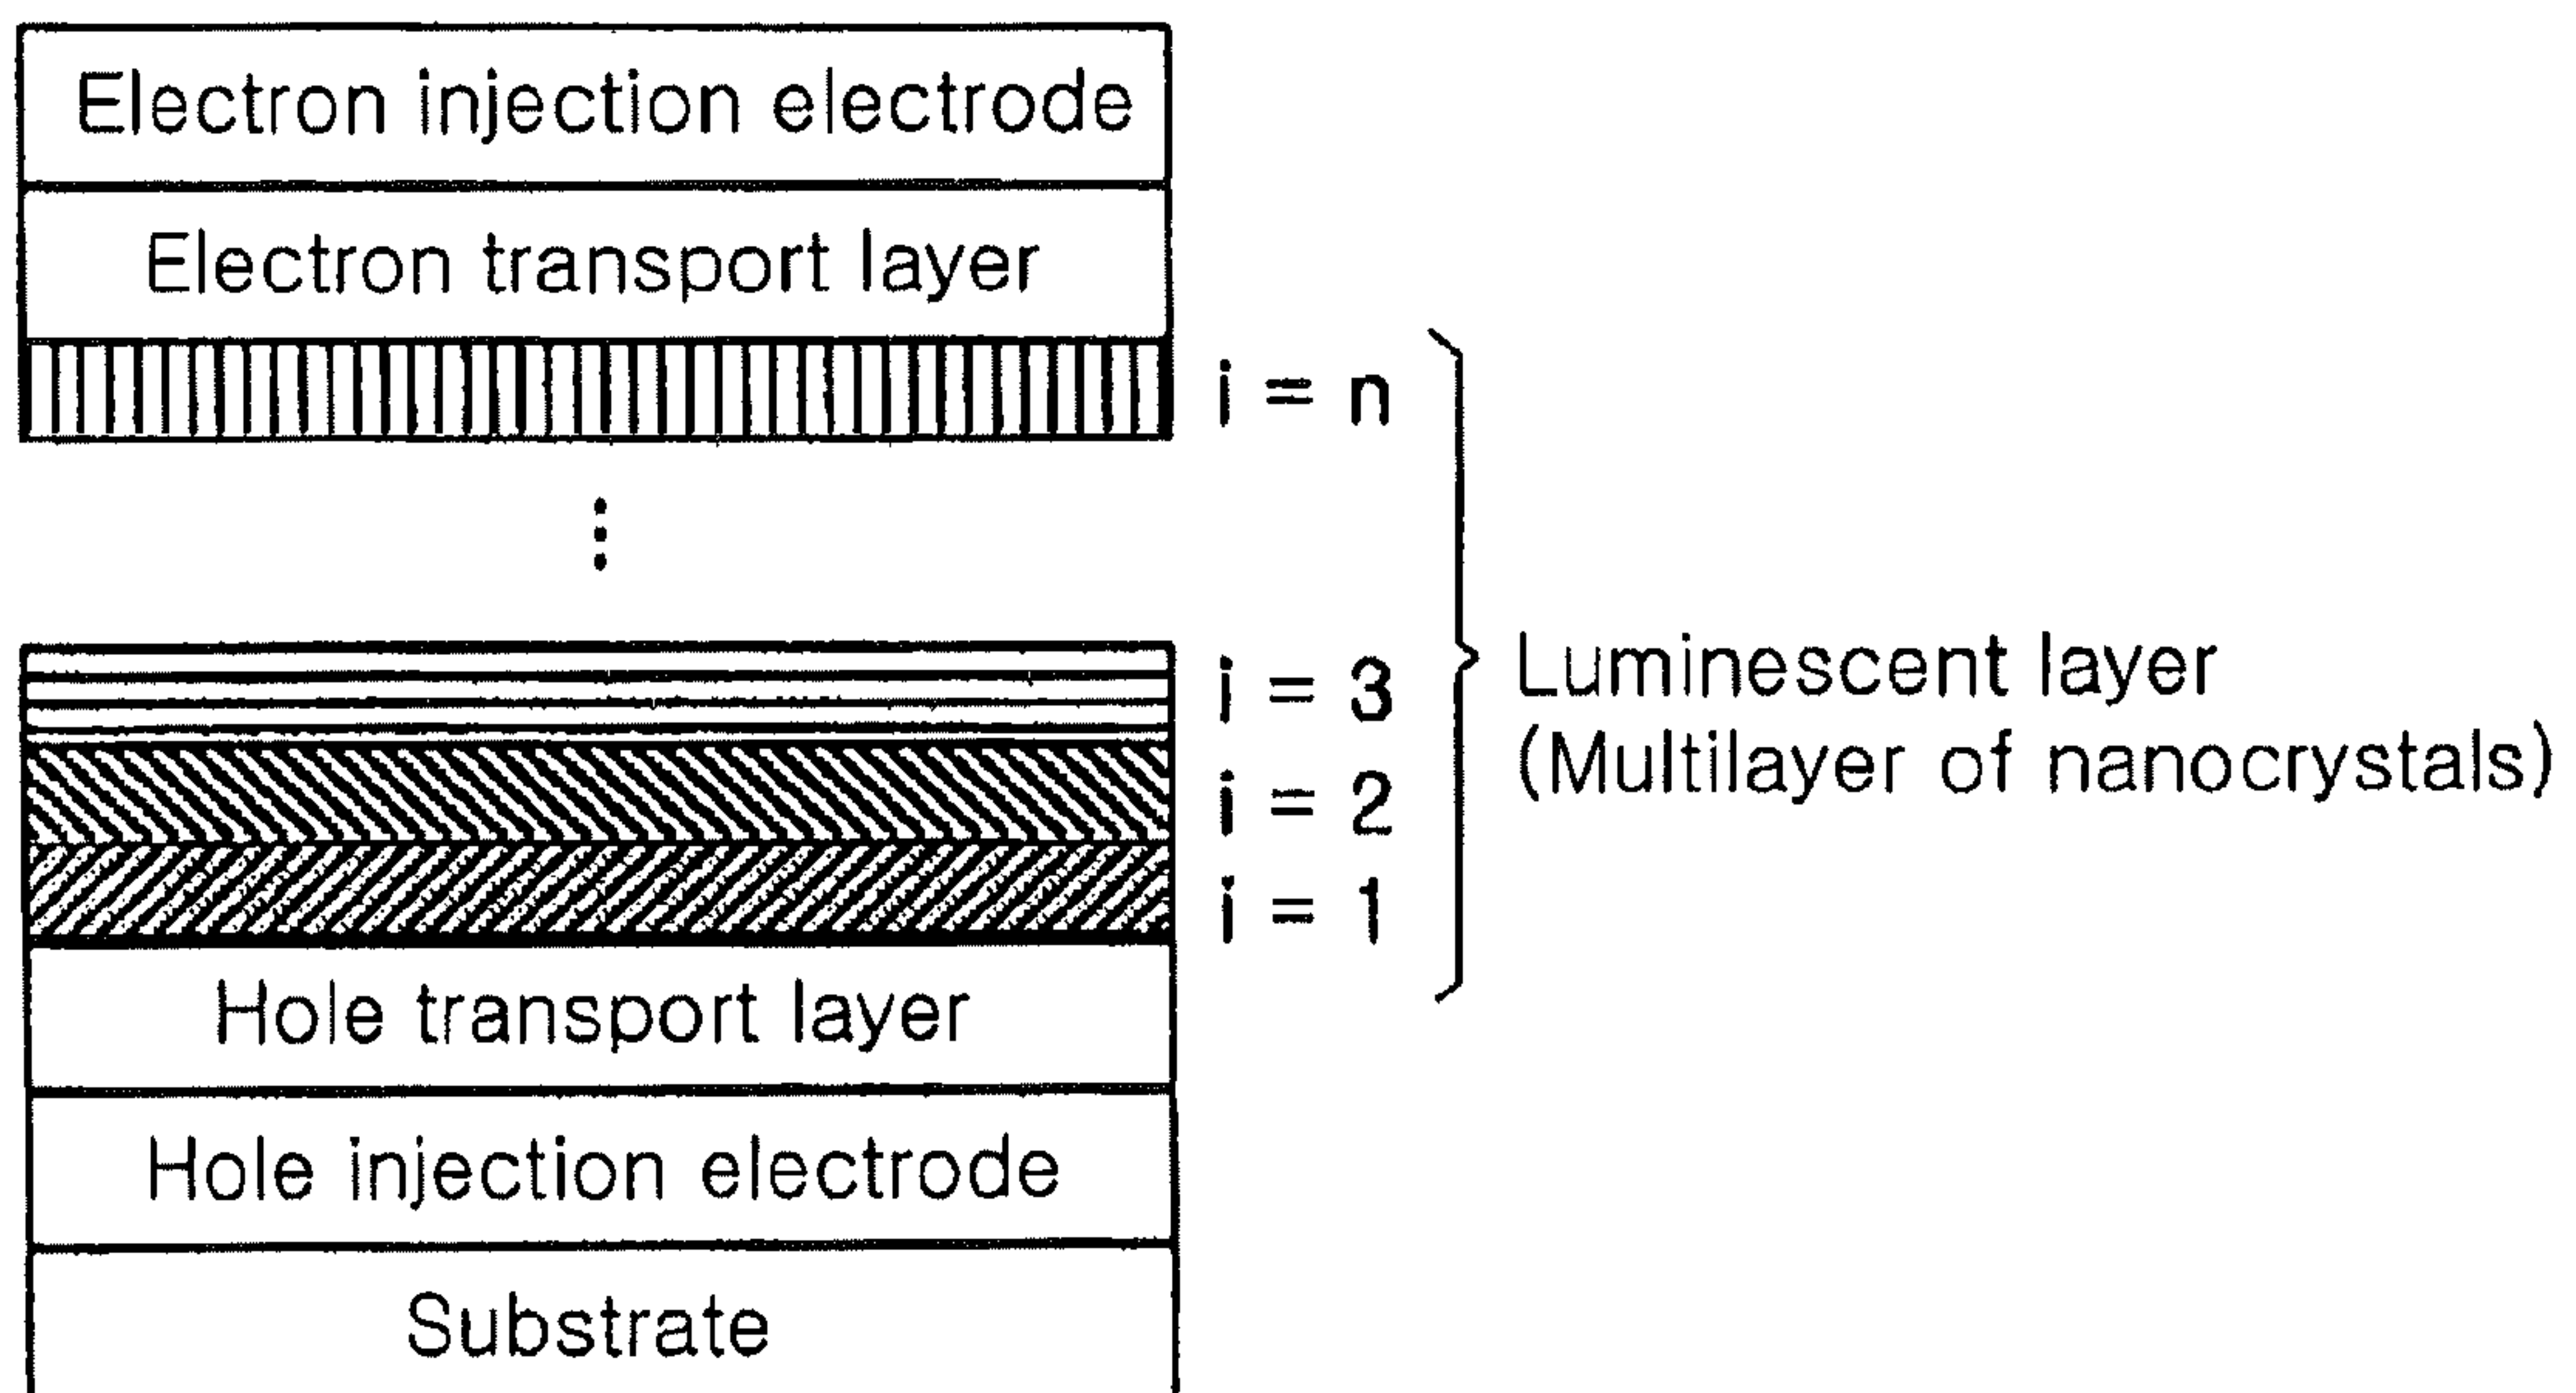 Electron injection electrode
Electron transport layer
i = n
⋮
i = 3
Luminescent layer
(Multilayer of nanocrystals)
i = 2
i = 1
Hole transport layer
Hole injection electrode
Substrate